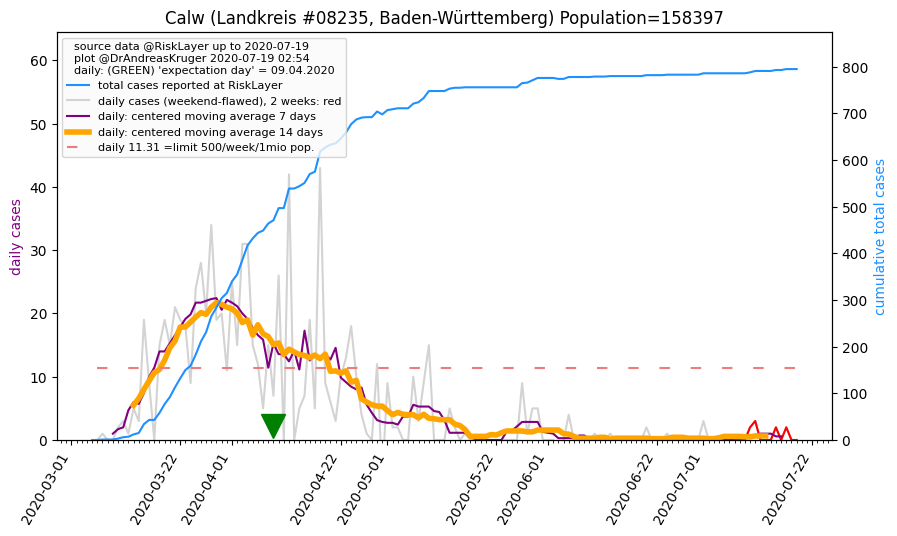 Calw (Landkreis #08235, Baden-Württemberg) Population=158397
source data @RiskLayer up to 2020-07-19
plot @DrAndreasKruger 2020-07-19 02:54
daily: (GREEN) 'expectation day' = 09.04.2020
total cases reported at RiskLayer
daily cases (weekend-flawed), 2 weeks: red
daily: centered moving average 7 days
daily: centered moving average 14 days
daily 11.31 =limit 500/week/1mio pop.
daily cases
60
50
40
30
20
10
0
cumulative total cases
800
700
600
500
400
300
200
100
0
2020-03-01
2020-03-22
2020-04-01
2020-04-22
2020-05-01
2020-05-22
2020-06-01
2020-06-22
2020-07-01
2020-07-22